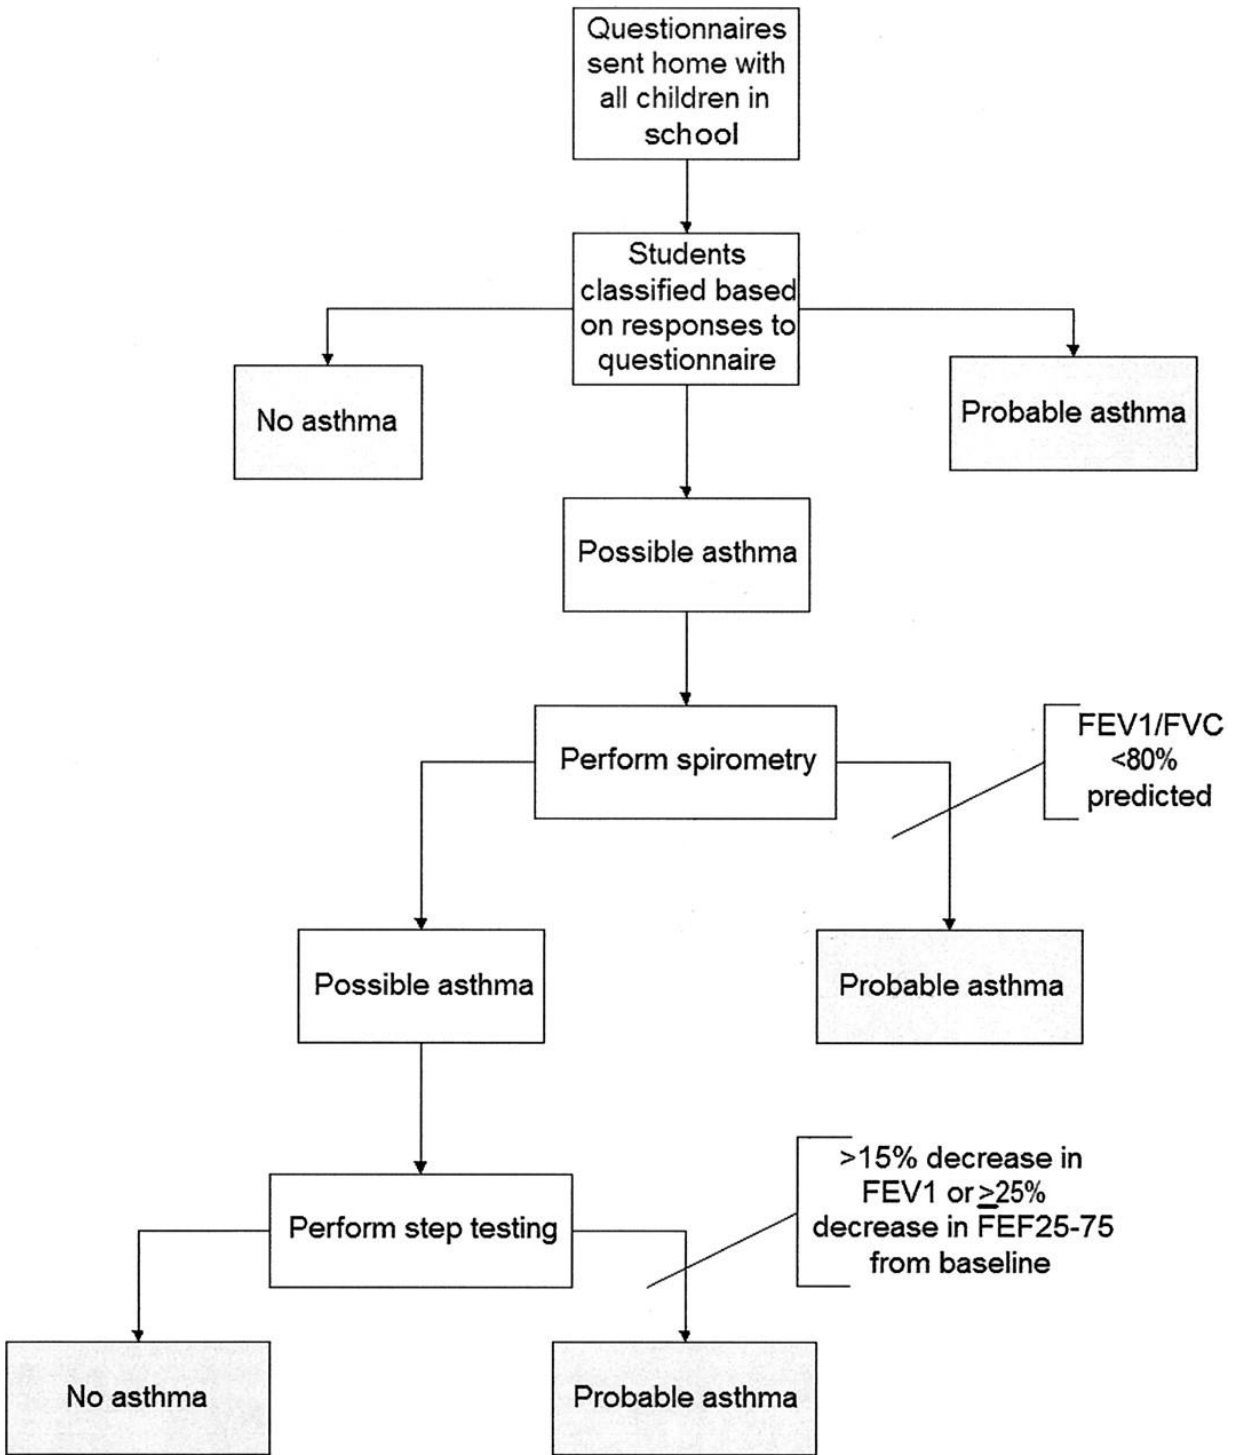 Questionnaires
sent home with
all children in
school
Students
classified based
on responses to
questionnaire
No asthma
Probable asthma
Possible asthma
Perform spirometry
FEV1/FVC
<80%
predicted
Possible asthma
Probable asthma
Perform step testing
>15% decrease in
FEV1 or ≥25%
decrease in FEF25-75
from baseline
No asthma
Probable asthma